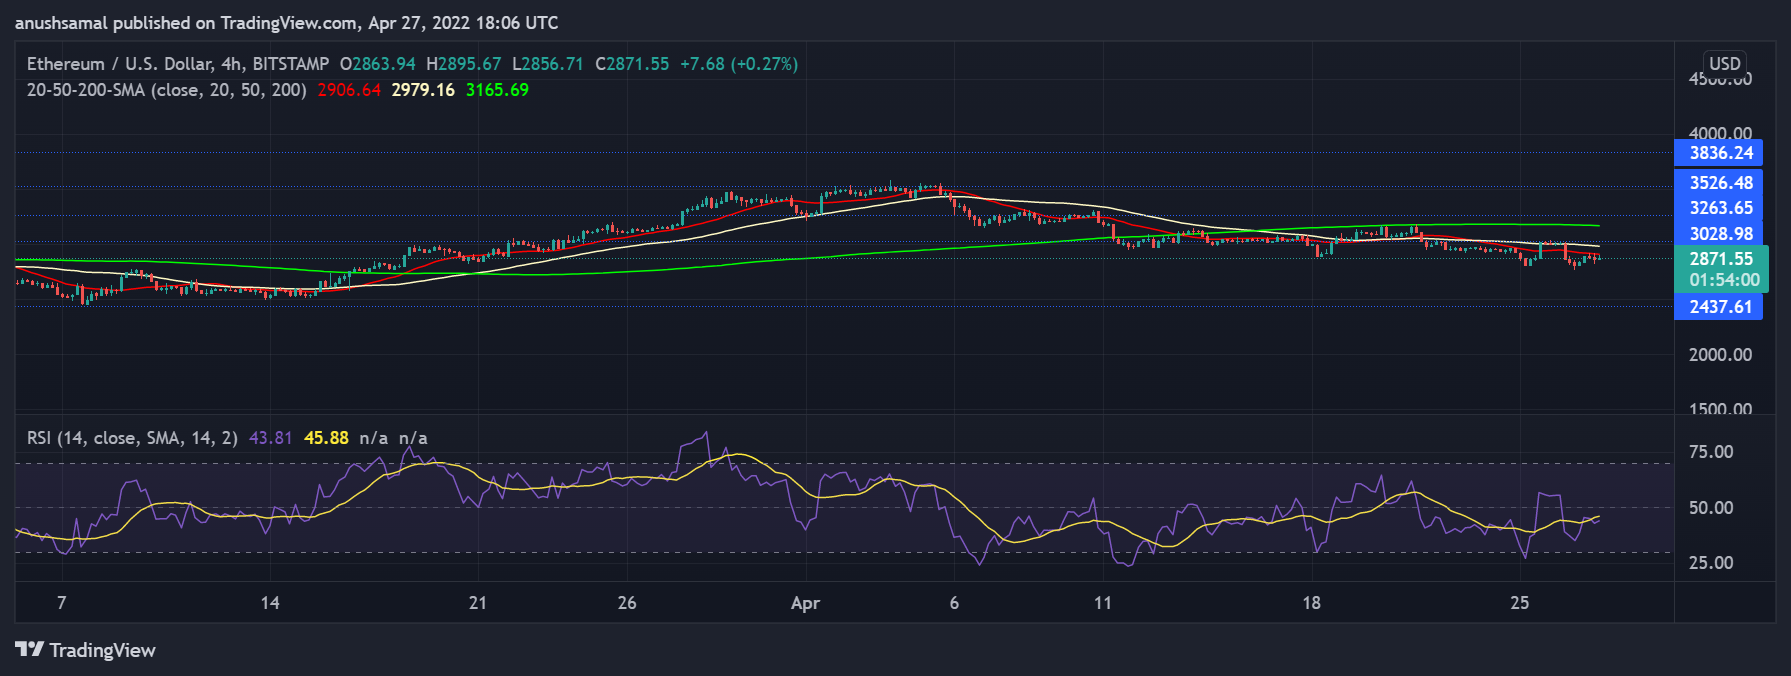 anushsamal published on TradingView.com, Apr 27, 2022 18:06 UTC
Ethereum / U.S. Dollar, 4h, BITSTAMP O2863.94 H2895.67 L2856.71 C2871.55 +7.68 (+0.27%)
20-50-200-SMA (close, 20, 50, 200) 2906.64 2979.16 3165.69
USD
4500.00
4000.00
3836.24
3526.48
3263.65
3028.98
2871.55
01:54:00
2437.61
2000.00
1500.00
RSI (14, close, SMA, 14, 2) 43.81 45.88 n/a n/a
75.00
50.00
25.00
7 14 21 26 Apr 6 11 18 25
TradingView